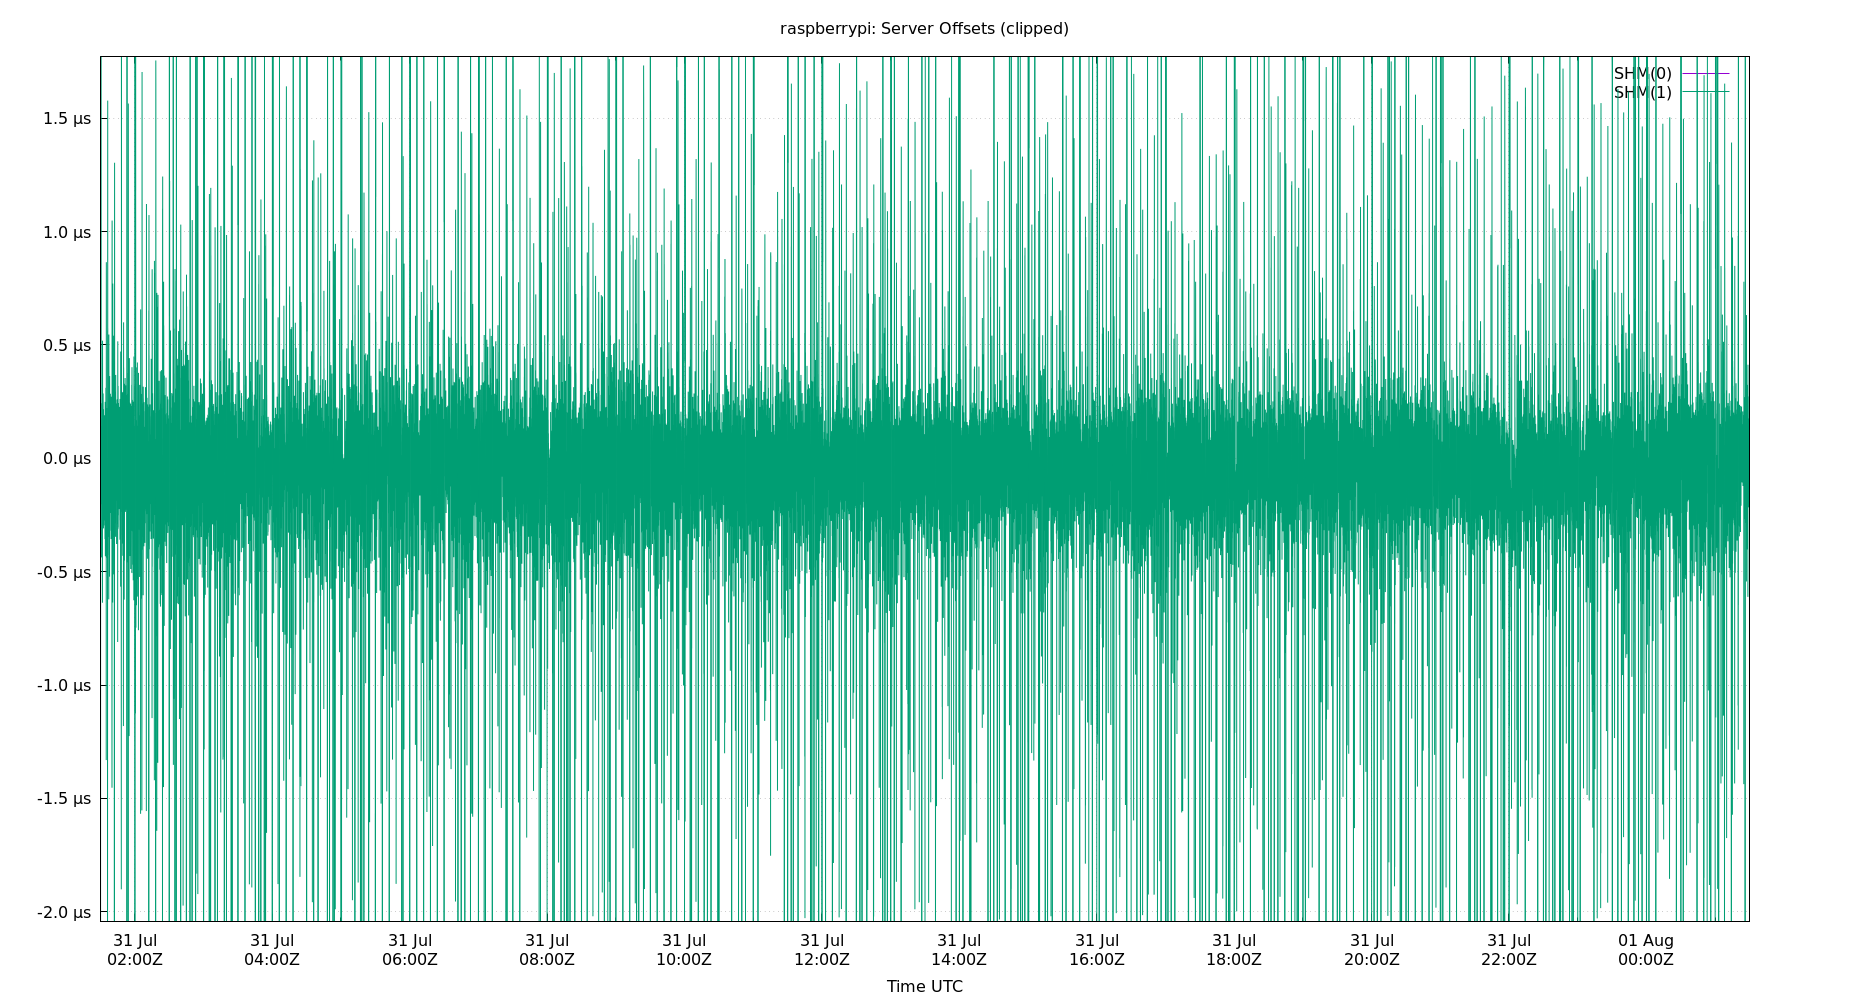 raspberrypi: Server Offsets (clipped)
SHM(0)
SHM(1)
1.5 µs
1.0 µs
0.5 µs
0.0 µs
-0.5 µs
-1.0 µs
-1.5 µs
-2.0 µs
31 Jul 31 Jul 31 Jul 31 Jul 31 Jul 31 Jul 31 Jul 31 Jul 31 Jul 31 Jul 31 Jul 01 Aug
02:00Z 04:00Z 06:00Z 08:00Z 10:00Z 12:00Z 14:00Z 16:00Z 18:00Z 20:00Z 22:00Z 00:00Z
Time UTC